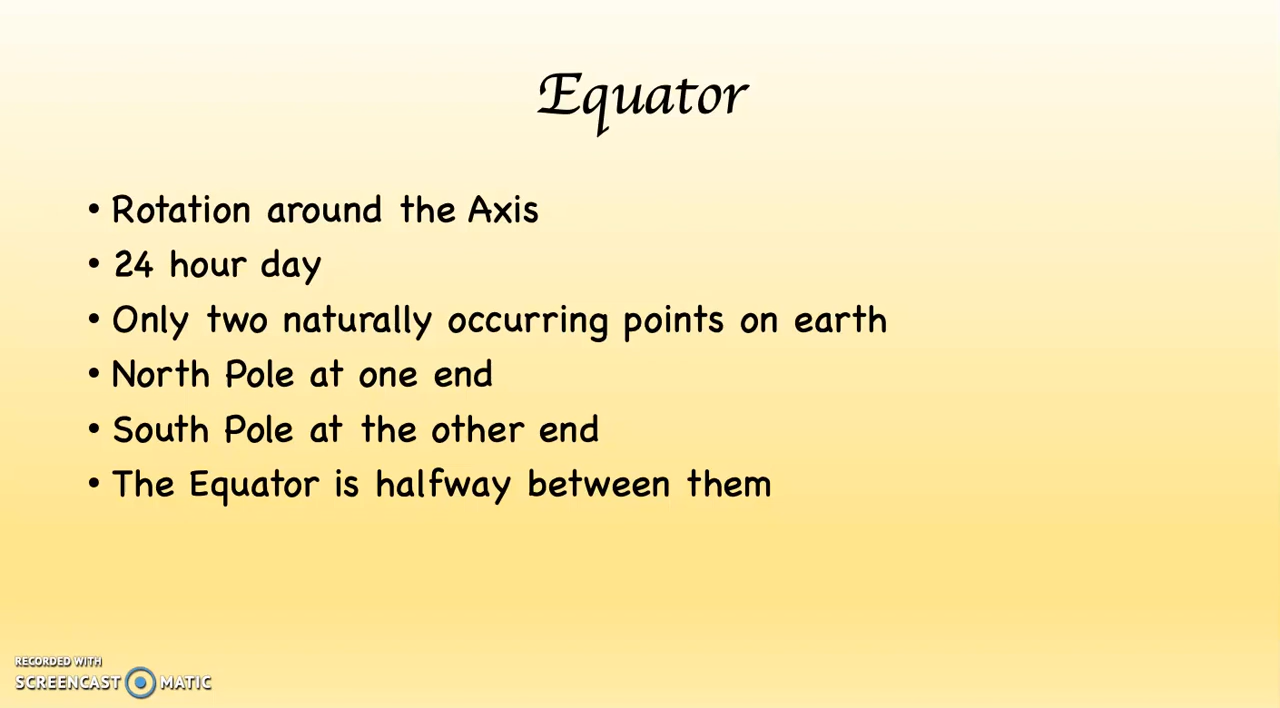 Equator
• Rotation around the Axis
• 24 hour day
• Only two naturally occurring points on earth
• North Pole at one end
• South Pole at the other end
• The Equator is halfway between them
RECORDED WITH
SCREENCAST MATIC